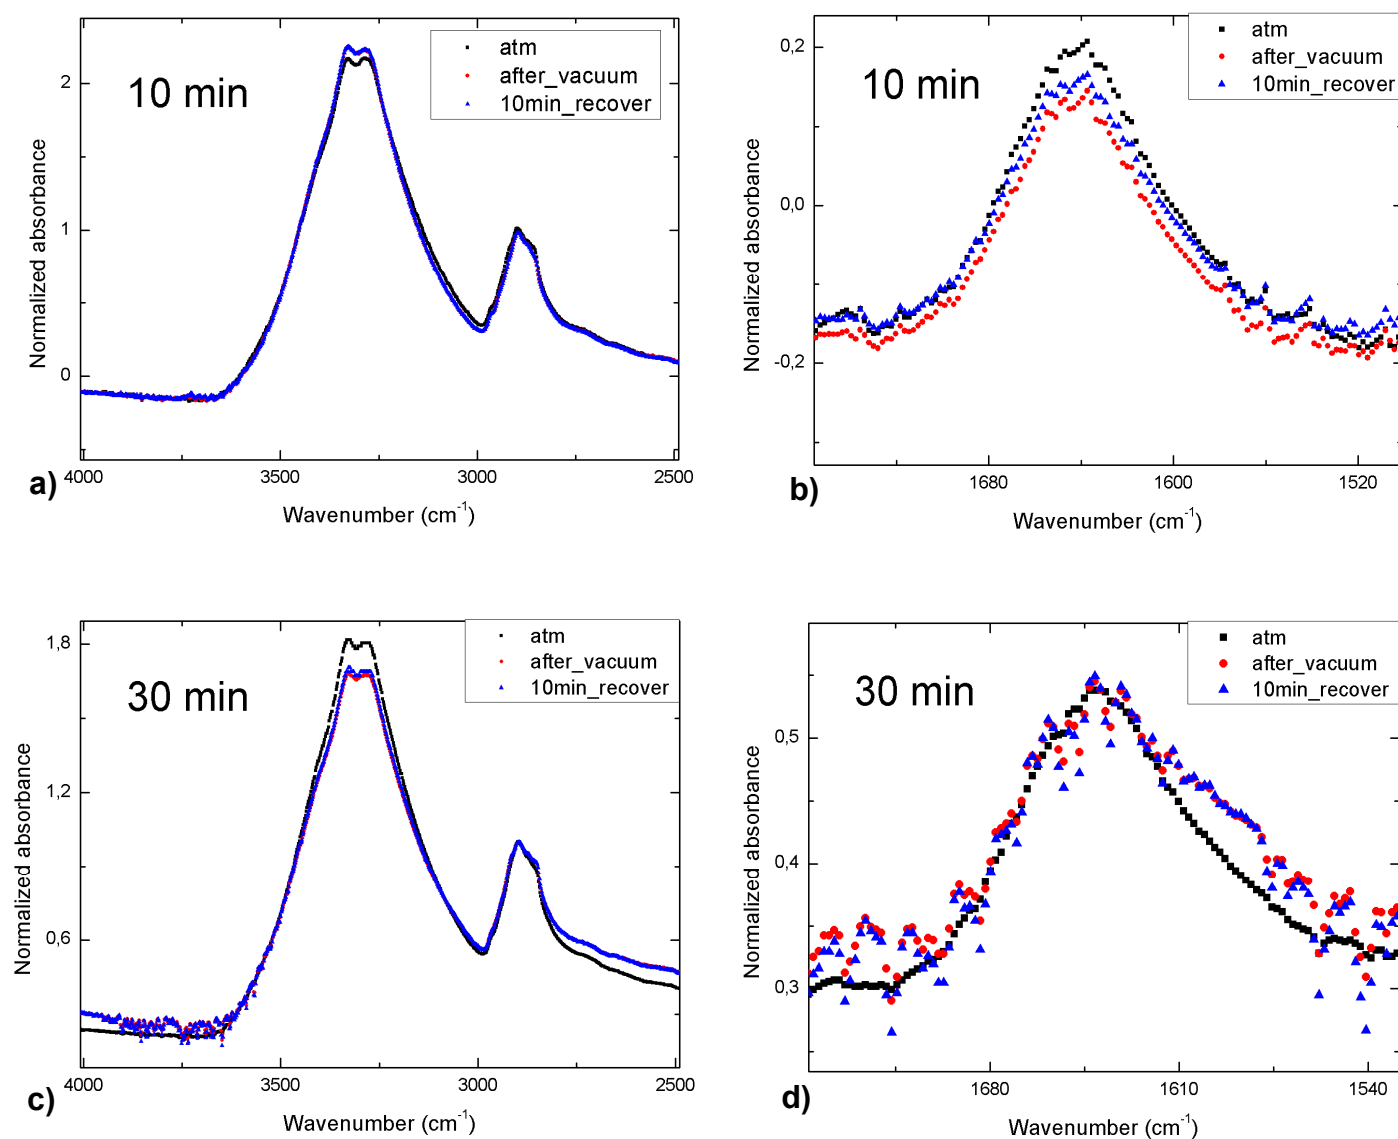 10 min
atm
after_vacuum
10min_recover
Normalized absorbance
2
1
0
4000 3500 3000 2500
Wavenumber (cm⁻¹)
a)
10 min
atm
after_vacuum
10min_recover
Normalized absorbance
0,2
0,0
-0,2
1680 1600 1520
Wavenumber (cm⁻¹)
b)
30 min
atm
after_vacuum
10min_recover
Normalized absorbance
1,8
1,2
0,6
4000 3500 3000 2500
Wavenumber (cm⁻¹)
c)
30 min
atm
after_vacuum
10min_recover
Normalized absorbance
0,5
0,4
0,3
1680 1610 1540
Wavenumber (cm⁻¹)
d)